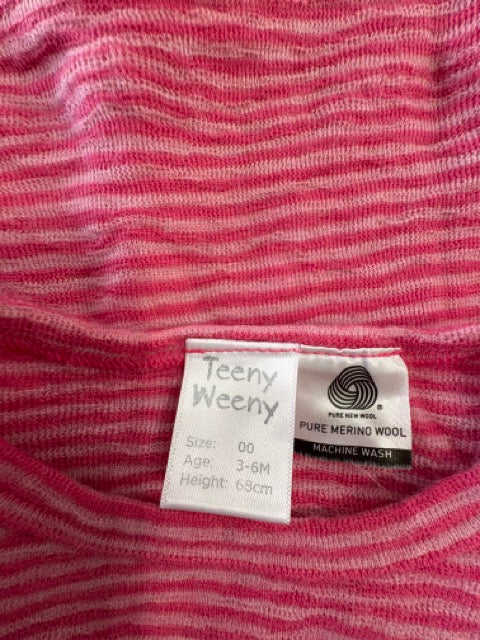 Teeny
Weeny
Size: 00
Age: 3-6M
Height: 68cm
PURE NEW WOOL
®
PURE MERINO WOOL
MACHINE WASH